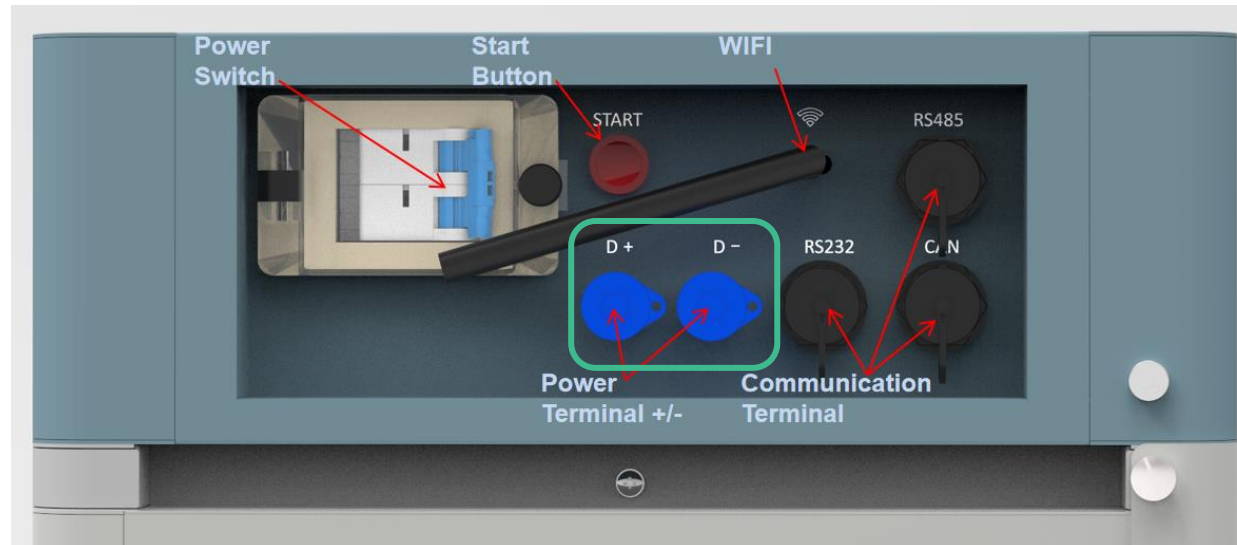 Power
Switch
Start
Button
WIFI
START
RS485
D +
D −
RS232
CAN
Power
Terminal +/-
Communication
Terminal